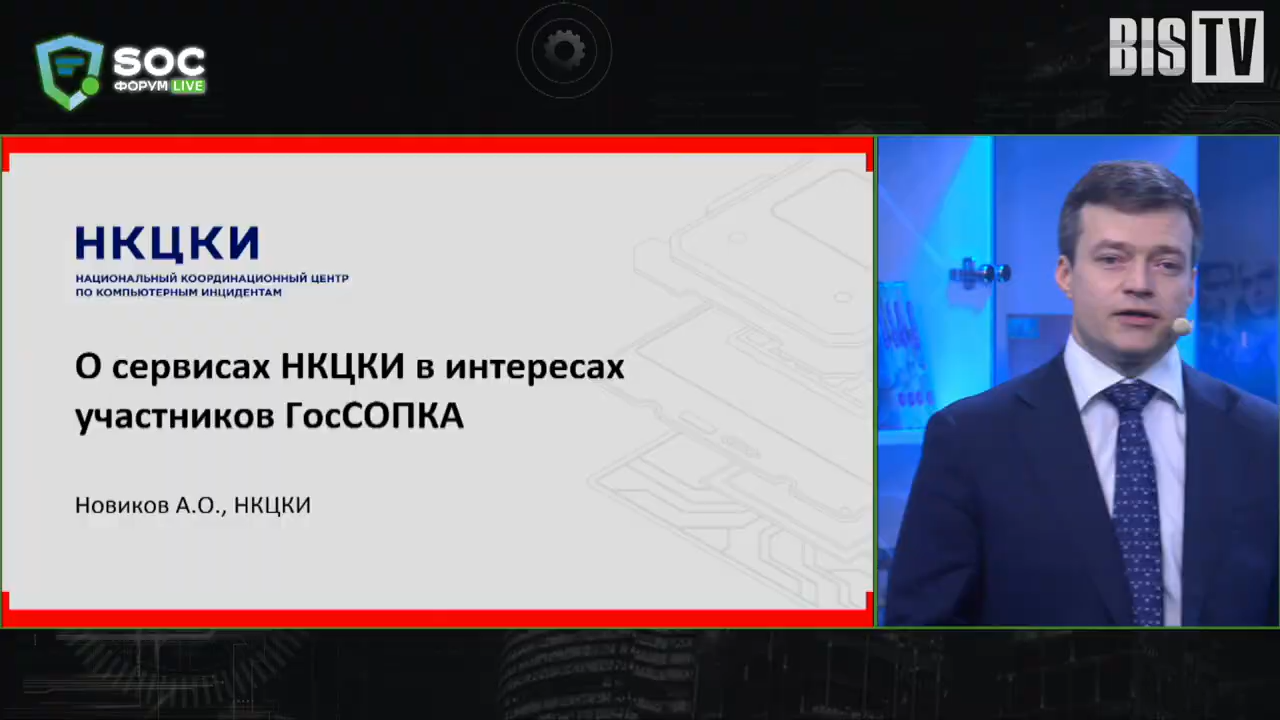 SOC
ФОРУМ LIVE
BIS TV
НКЦКИ
НАЦИОНАЛЬНЫЙ КООРДИНАЦИОННЫЙ ЦЕНТР
ПО КОМПЬЮТЕРНЫМ ИНЦИДЕНТАМ
О сервисах НКЦКИ в интересах
участников ГосСОПКА
Новиков А.О., НКЦКИ